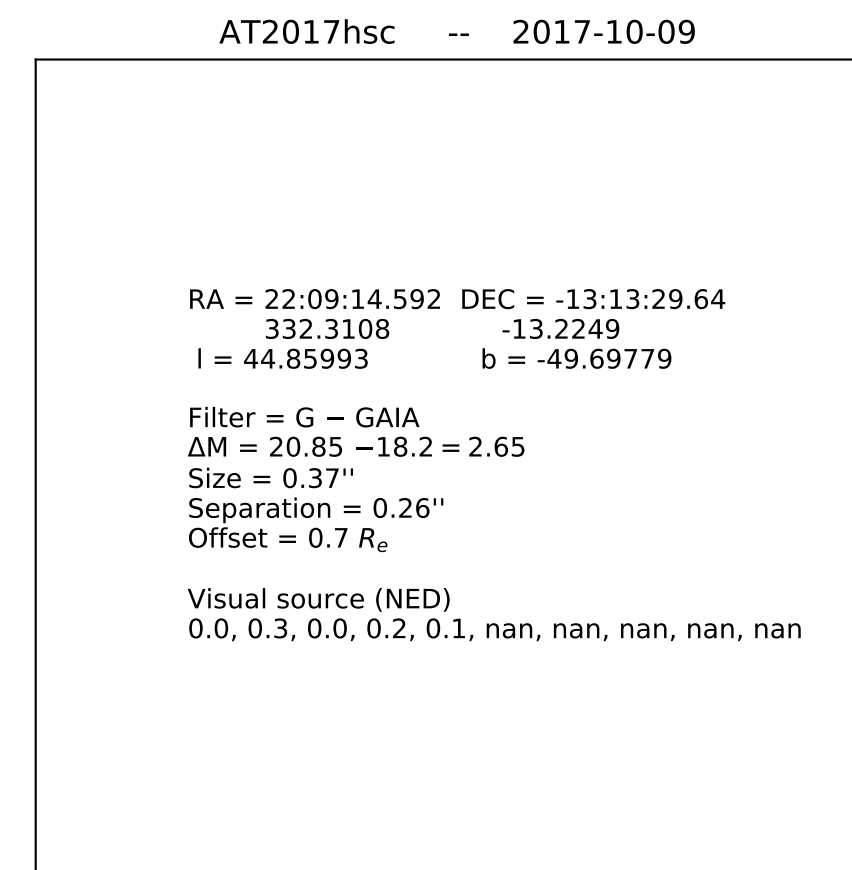 AT2017hsc -- 2017-10-09
RA = 22:09:14.592 DEC = -13:13:29.64
332.3108 -13.2249
l = 44.85993 b = -49.69779
Filter = G − GAIA
ΔM = 20.85 −18.2 = 2.65
Size = 0.37''
Separation = 0.26''
Offset = 0.7 Rₑ
Visual source (NED)
0.0, 0.3, 0.0, 0.2, 0.1, nan, nan, nan, nan, nan